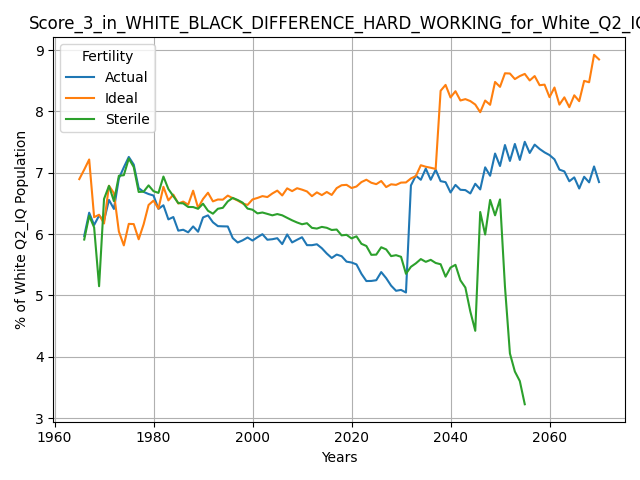 Score_3_in_WHITE_BLACK_DIFFERENCE_HARD_WORKING_for_White_Q2_IQ
Fertility
Actual
Ideal
Sterile
% of White Q2_IQ Population
9
8
7
6
5
4
3
1960
1980
2000
2020
2040
2060
Years